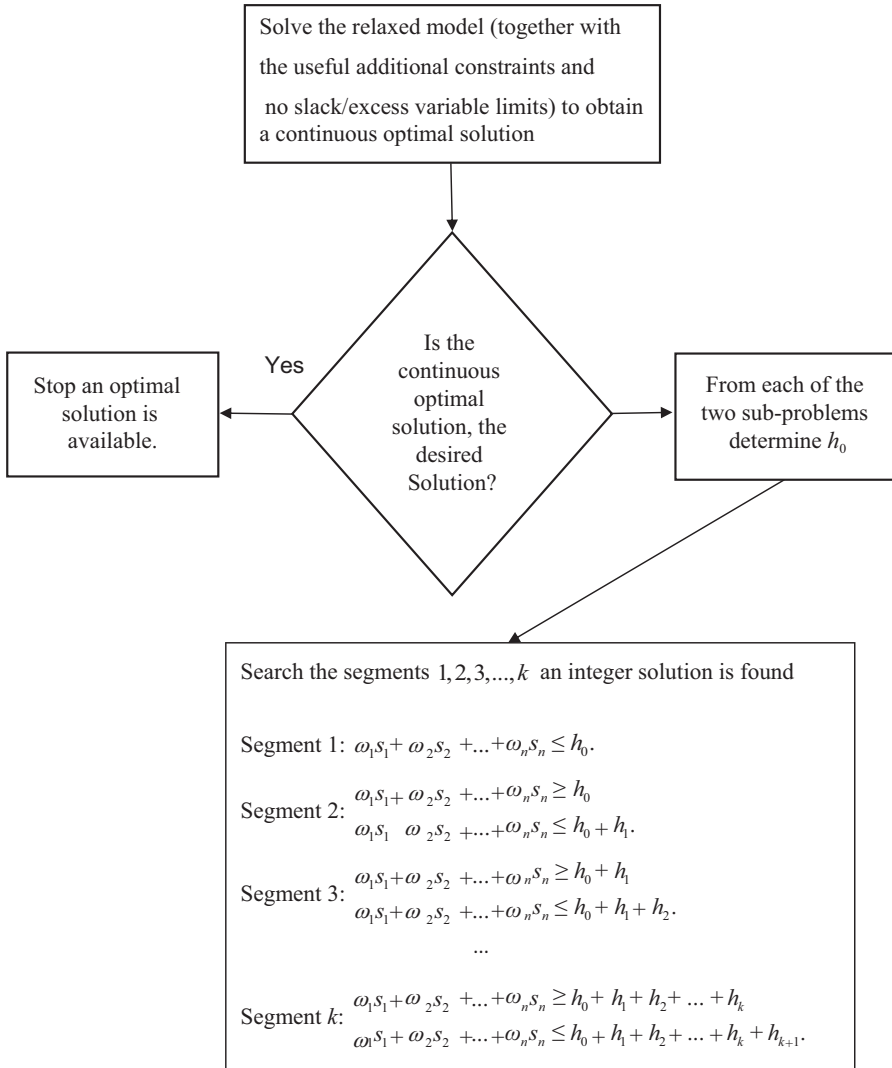 Solve the relaxed model (together with
the useful additional constraints and
no slack/excess variable limits) to obtain
a continuous optimal solution
Yes
Stop an optimal
solution is
available.
Is the
continuous
optimal
solution, the
desired
Solution?
From each of the
two sub-problems
determine h₀
Search the segments 1,2,3,...,k an integer solution is found
Segment 1: ω₁s₁+ ω₂s₂ +...+ωₙsₙ ≤ h₀.
Segment 2:
ω₁s₁+ ω₂s₂ +...+ωₙsₙ ≥ h₀
ω₁s₁ ω₂s₂ +...+ωₙsₙ ≤ h₀ + h₁.
Segment 3:
ω₁s₁+ω₂s₂ +...+ωₙsₙ ≥ h₀ + h₁
ω₁s₁+ω₂s₂ +...+ωₙsₙ ≤ h₀ + h₁ + h₂.
...
Segment k:
ω₁s₁+ω₂s₂ +...+ωₙsₙ ≥ h₀ + h₁ + h₂ + ... + hₖ
ω₁s₁+ω₂s₂ +...+ωₙsₙ ≤ h₀ + h₁ + h₂ + ... + hₖ + hₖ₊₁.